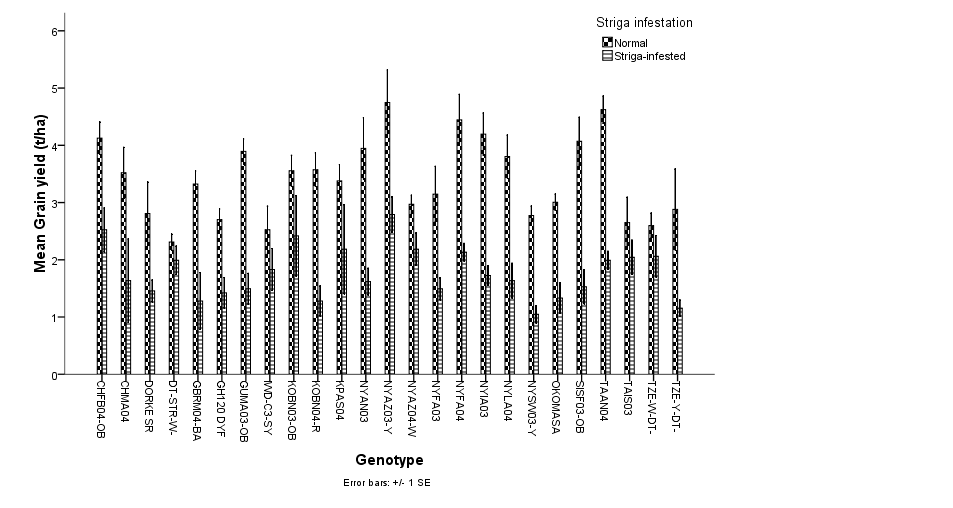 Striga infestation
Normal
Striga-infested
Mean Grain yield (t/ha)
6
5
4
3
2
1
0
CHFB04-OB
CHMA04
DORKE SR
DT-STR-W-
GBRM04-BA
GH120 DYF
GUMA03-OB
IWD-C3-SY
KOBN03-OB
KOBN04-R
KPAS04
NYAN03
NYAZ03-Y
NYAZ04-W
NYFA03
NYFA04
NYIA03
NYLA04
NYSW03-Y
OKOMASA
SISF03-OB
TAAN04
TAIS03
TZE-W-DT-
TZE-Y-DT-
Genotype
Error bars: +/- 1 SE